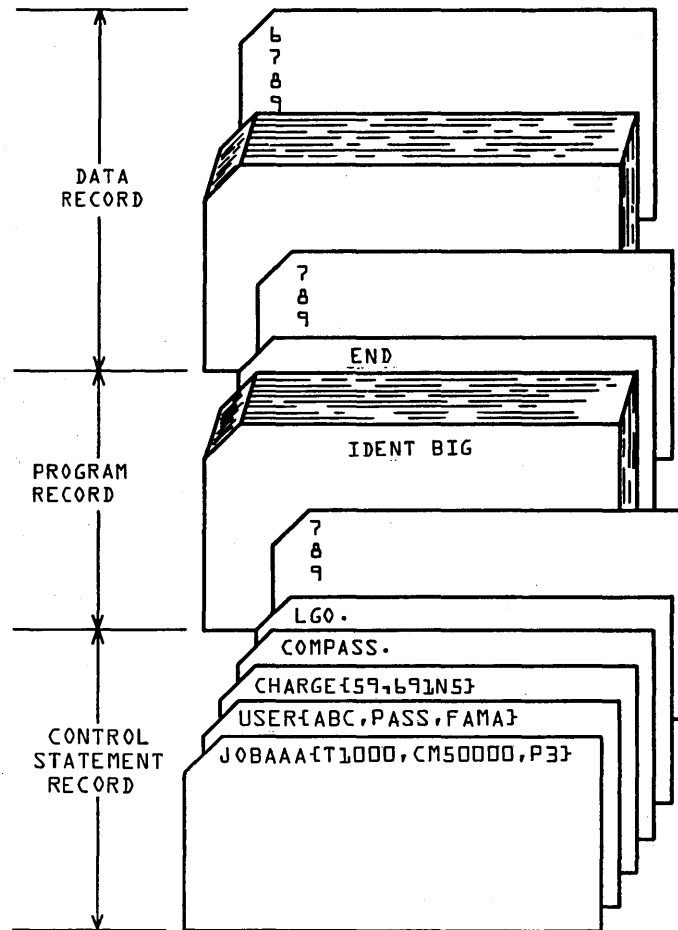 6
7
8
9
DATA
RECORD
7
8
9
END
IDENT BIG
PROGRAM
RECORD
7
8
9
LGO.
COMPASS.
CHARGE{59,691N5}
USER{ABC,PASS,FAMA}
JOBAAA{T1000,CM50000,P3}
CONTROL
STATEMENT
RECORD